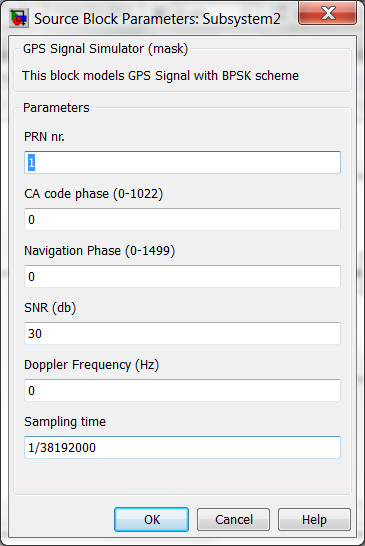 Source Block Parameters: Subsystem2
GPS Signal Simulator (mask)
This block models GPS Signal with BPSK scheme
Parameters
PRN nr.
1
CA code phase (0-1022)
0
Navigation Phase (0-1499)
0
SNR (db)
30
Doppler Frequency (Hz)
0
Sampling time
1/38192000
OK Cancel Help